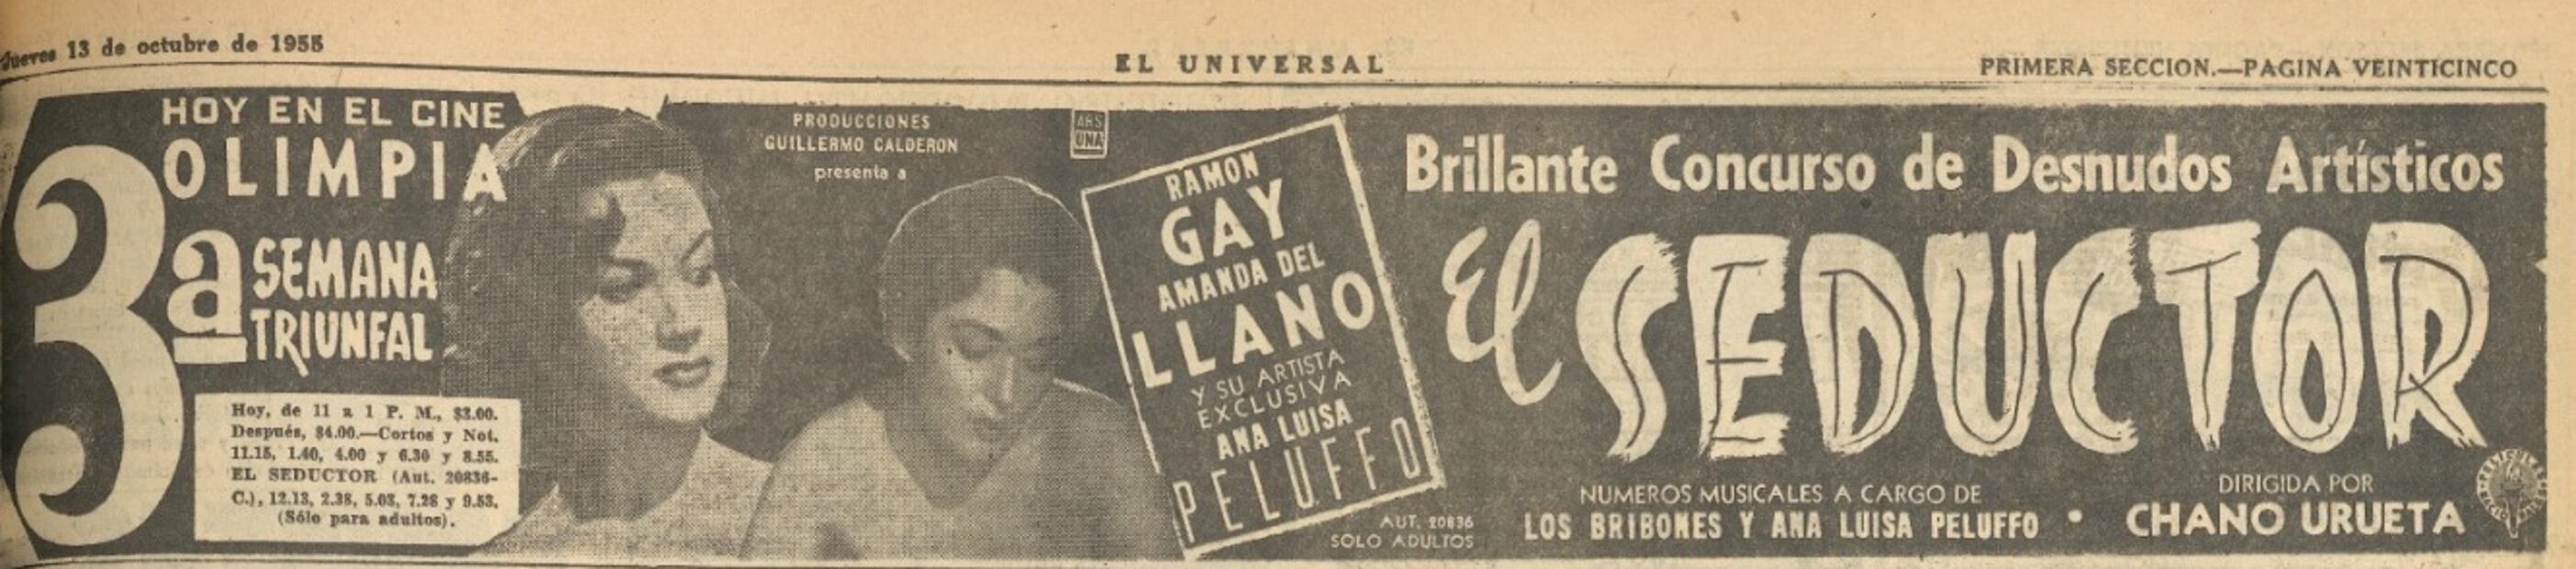 Jueves 13 de octubre de 1955
EL UNIVERSAL
PRIMERA SECCION.—PAGINA VEINTICINCO
HOY EN EL CINE
OLIMPIA
3a SEMANA
TRIUNFAL
Hoy, de 11 a 1 P. M., $3.00.
Después, $4.00.—Cortos y Not.
11.15, 1.40, 4.00 y 6.30 y 8.55.
EL SEDUCTOR (Aut. 20836-
C.), 12.13, 2.38, 5.03, 7.28 y 9.53.
(Sólo para adultos).
PRODUCCIONES
GUILLERMO CALDERON
presenta a
ARS
UNA
RAMON
GAY
AMANDA DEL
LLANO
Y SU ARTISTA
EXCLUSIVA
ANA LUISA
PELUFFO
AUT. 20836
SOLO ADULTOS
Brillante Concurso de Desnudos Artísticos
El SEDUCTOR
NUMEROS MUSICALES A CARGO DE
LOS BRIBONES Y ANA LUISA PELUFFO •
DIRIGIDA POR
CHANO URUETA